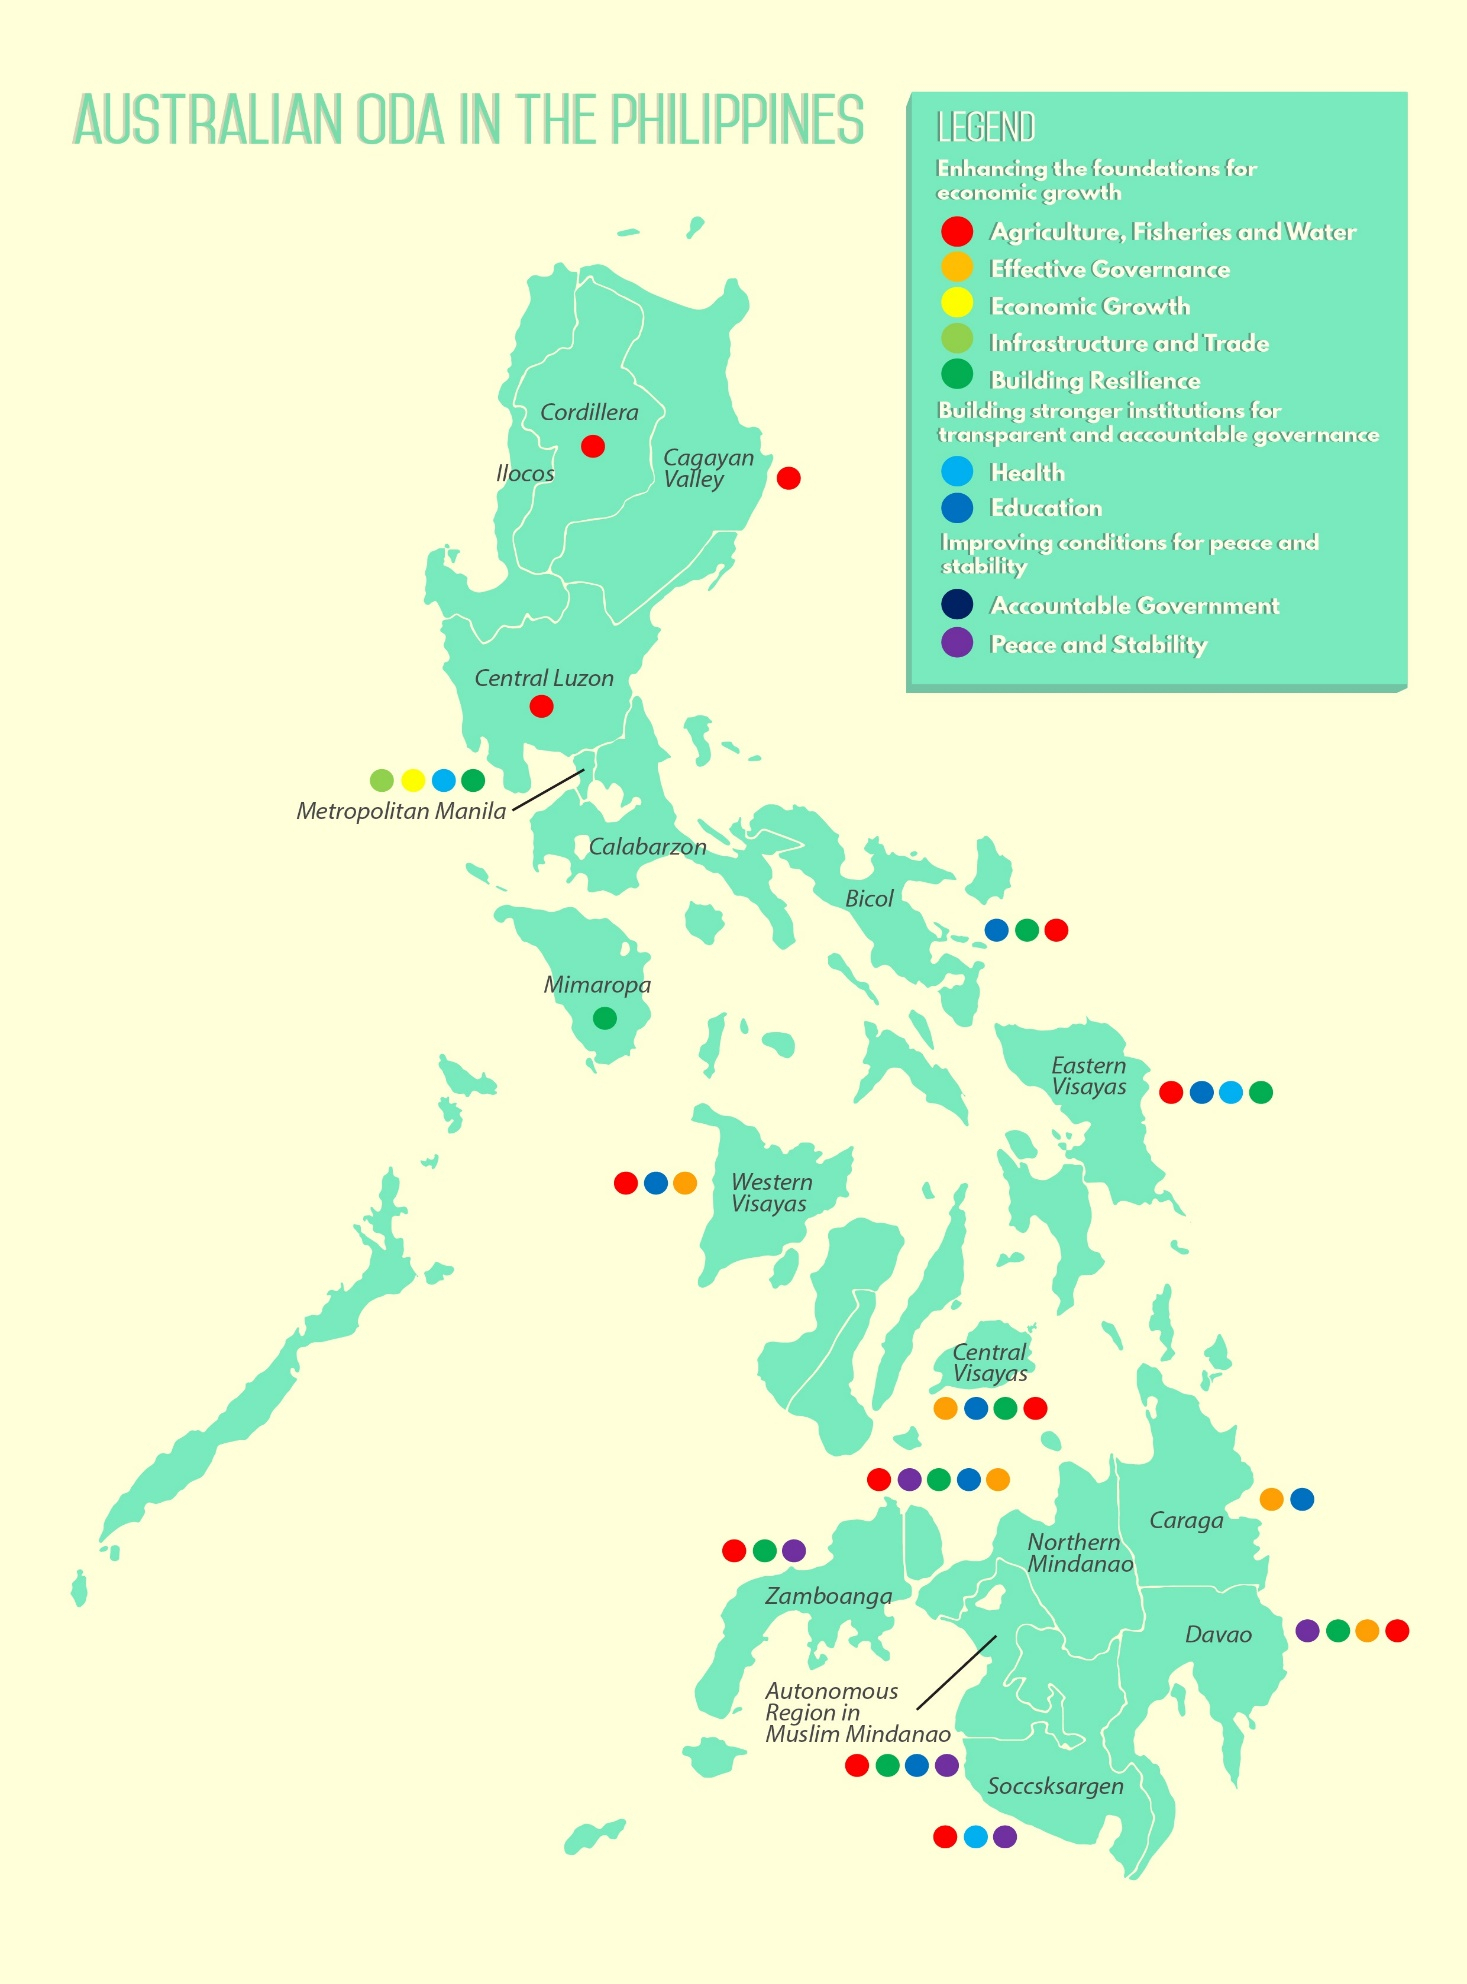 AUSTRALIAN ODA IN THE PHILIPPINES
LEGEND
Enhancing the foundations for
economic growth
Agriculture, Fisheries and Water
Effective Governance
Economic Growth
Infrastructure and Trade
Building Resilience
Building stronger institutions for
transparent and accountable governance
Health
Education
Improving conditions for peace and
stability
Accountable Government
Peace and Stability
Cordillera
Ilocos
Cagayan
Valley
Central Luzon
Metropolitan Manila
Calabarzon
Bicol
Mimaropa
Eastern
Visayas
Western
Visayas
Central
Visayas
Caraga
Northern
Mindanao
Zamboanga
Davao
Autonomous
Region in
Muslim Mindanao
Soccsksargen